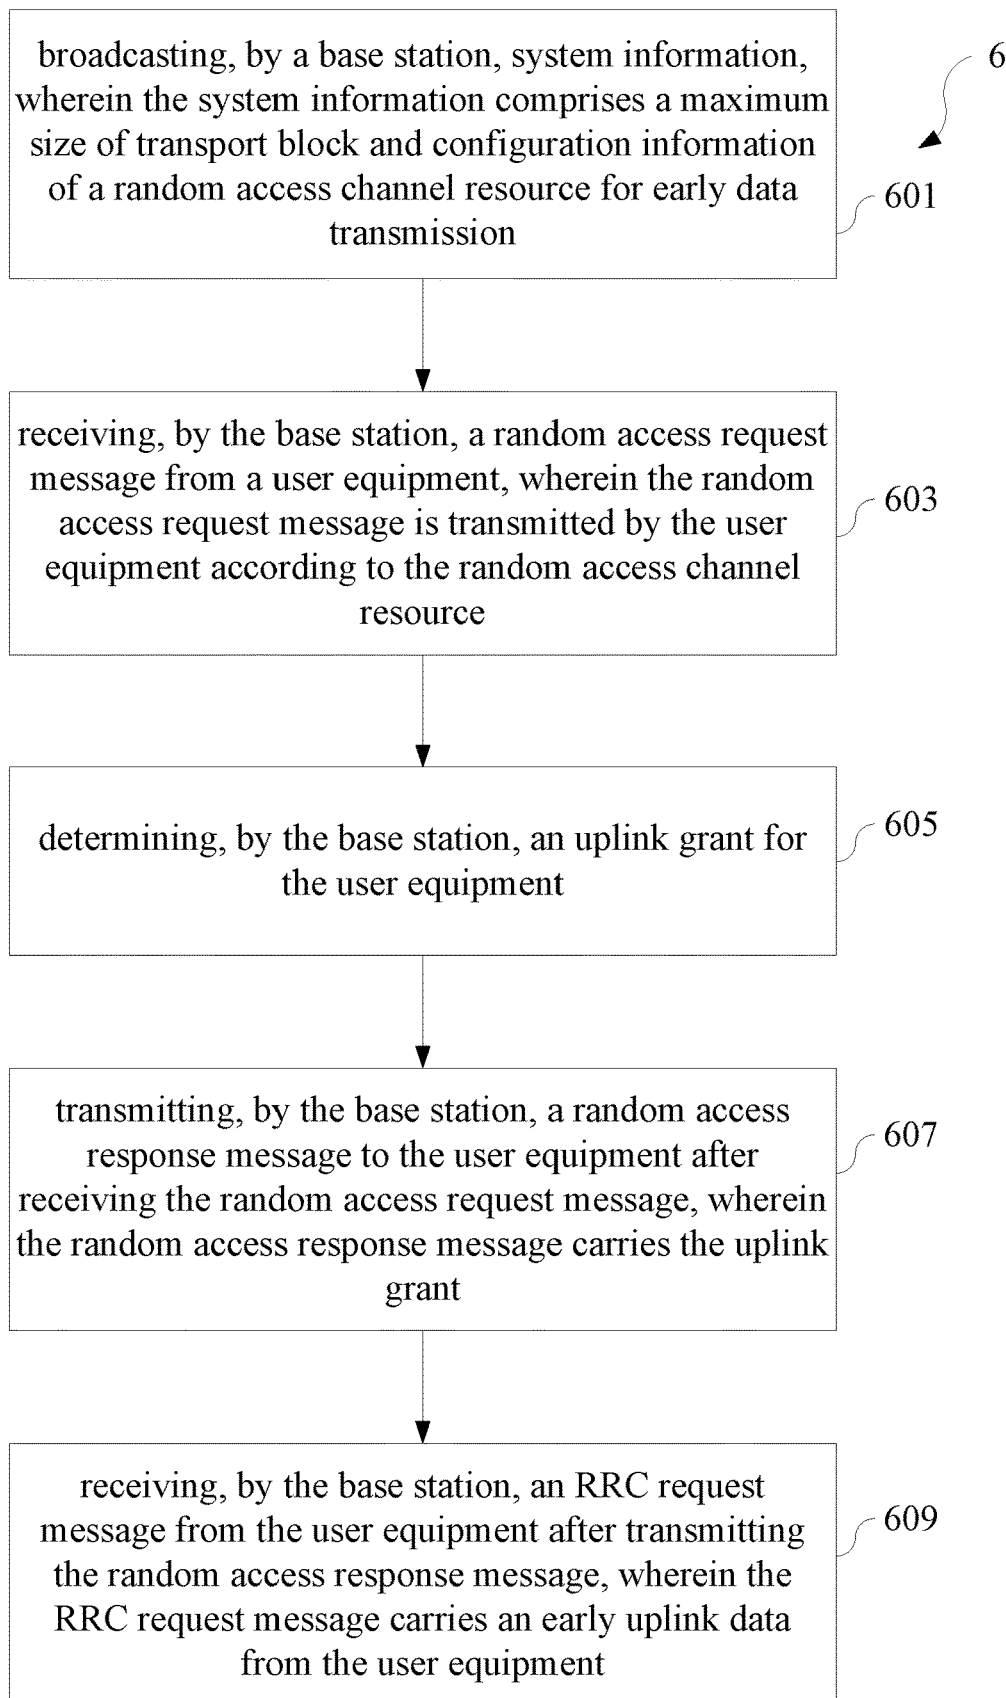 broadcasting, by a base station, system information,
wherein the system information comprises a maximum
size of transport block and configuration information
of a random access channel resource for early data
transmission
6
601
receiving, by the base station, a random access request
message from a user equipment, wherein the random
access request message is transmitted by the user
equipment according to the random access channel
resource
603
determining, by the base station, an uplink grant for
the user equipment
605
transmitting, by the base station, a random access
response message to the user equipment after
receiving the random access request message, wherein
the random access response message carries the uplink
grant
607
receiving, by the base station, an RRC request
message from the user equipment after transmitting
the random access response message, wherein the
RRC request message carries an early uplink data
from the user equipment
609